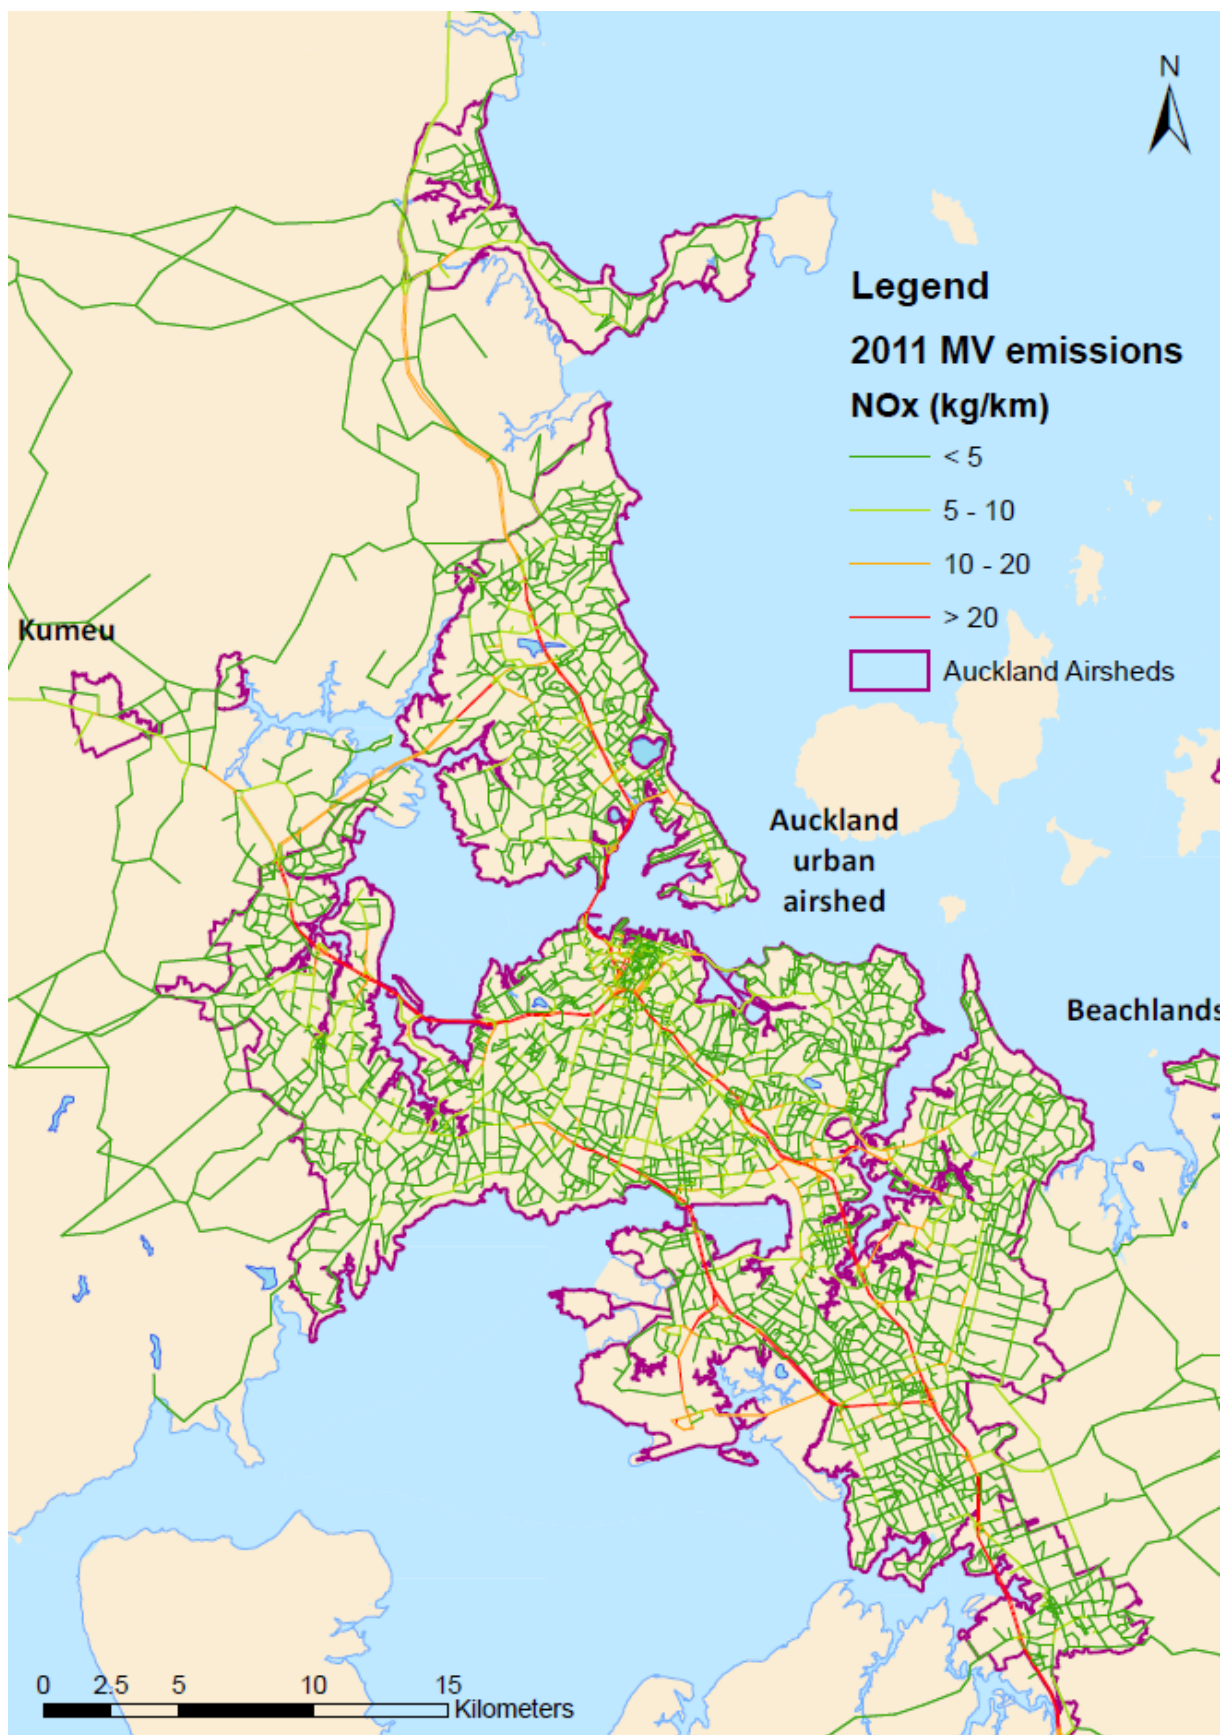 N
Legend
2011 MV emissions
NOx (kg/km)
< 5
5 - 10
10 - 20
> 20
Auckland Airsheds
Kumeu
Auckland
urban
airshed
Beachlands
0 2.5 5 10 15
Kilometers